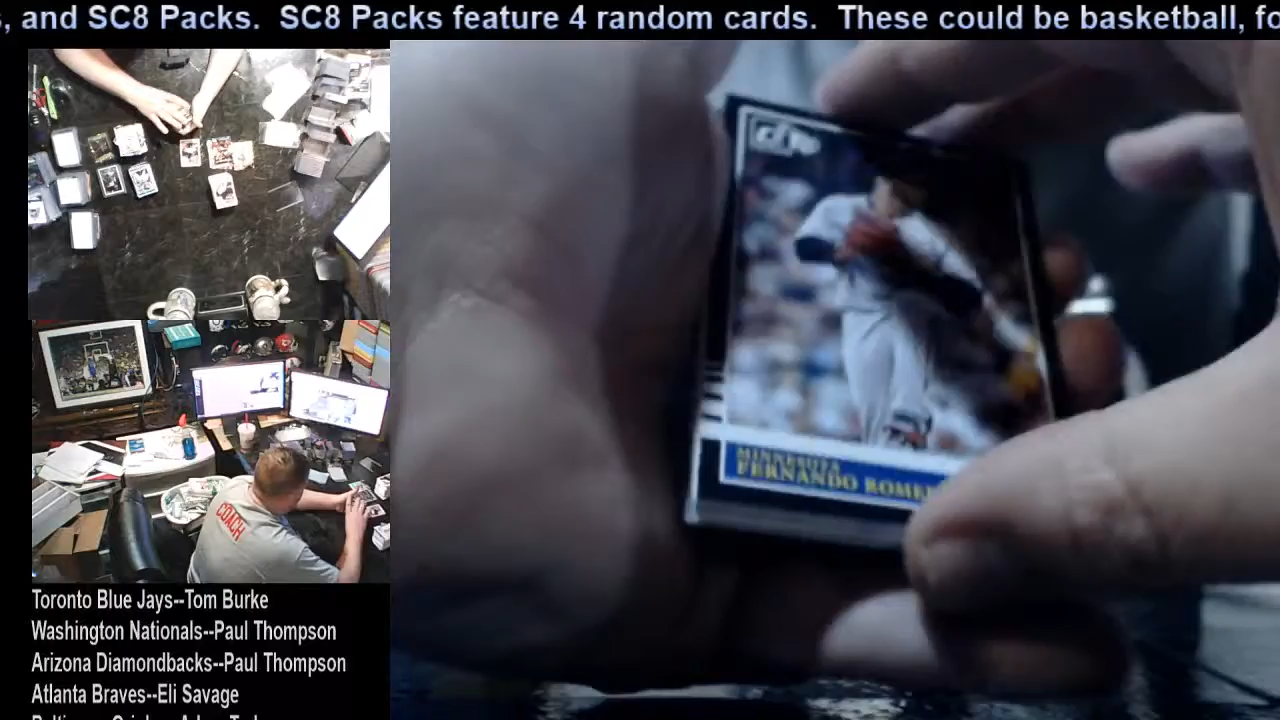 , and SC8 Packs.  SC8 Packs feature 4 random cards.  These could be basketball, fo
MINNESOTA
FERNANDO ROME
COACH
Toronto Blue Jays--Tom Burke
Washington Nationals--Paul Thompson
Arizona Diamondbacks--Paul Thompson
Atlanta Braves--Eli Savage